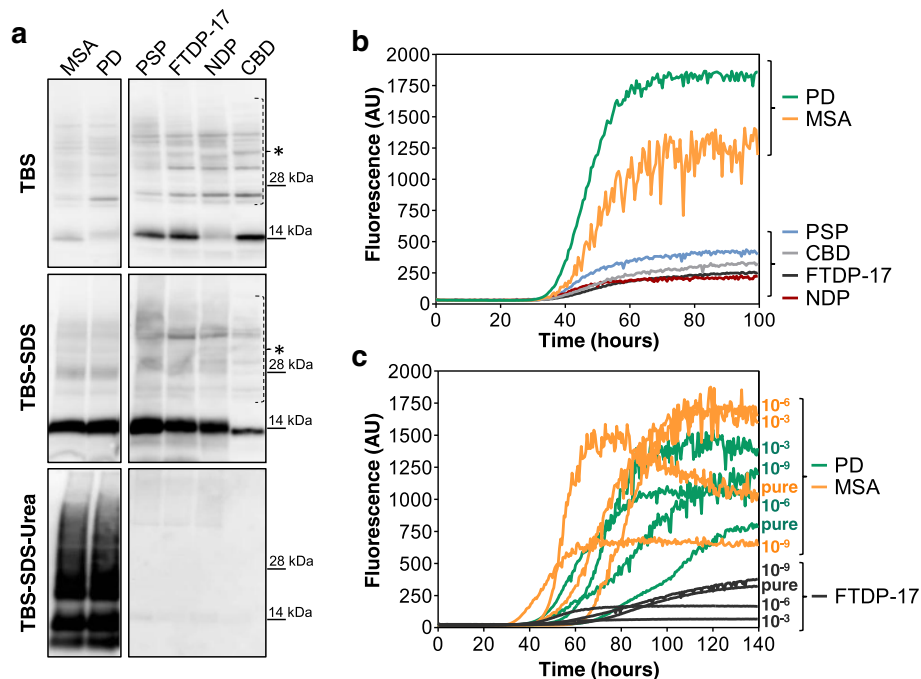 a
MSA PD PSP FTDP-17 NDP CBD
TBS
*
28 kDa
14 kDa
TBS-SDS
*
28 kDa
14 kDa
TBS-SDS-Urea
28 kDa
14 kDa
b
Fluorescence (AU)
2000
1750
1500
1250
1000
750
500
250
0
0 20 40 60 80 100
Time (hours)
PD
MSA
PSP
CBD
FTDP-17
NDP
c
Fluorescence (AU)
2000
1750
1500
1250
1000
750
500
250
0
0 20 40 60 80 100 120 140
Time (hours)
10⁻⁶
10⁻³
10⁻³
10⁻⁹
pure
10⁻⁶
pure
10⁻⁹
10⁻⁹
pure
10⁻⁶
10⁻³
PD
MSA
FTDP-17